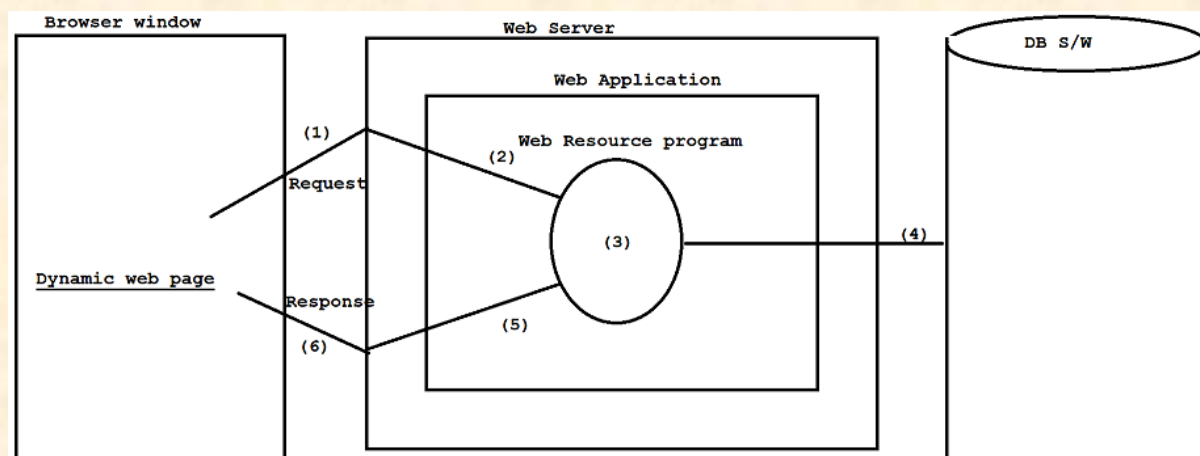 Browser window
Web Server
DB S/W
Web Application
(1)
Web Resource program
(2)
Request
(3)
(4)
Dynamic web page
Response
(5)
(6)